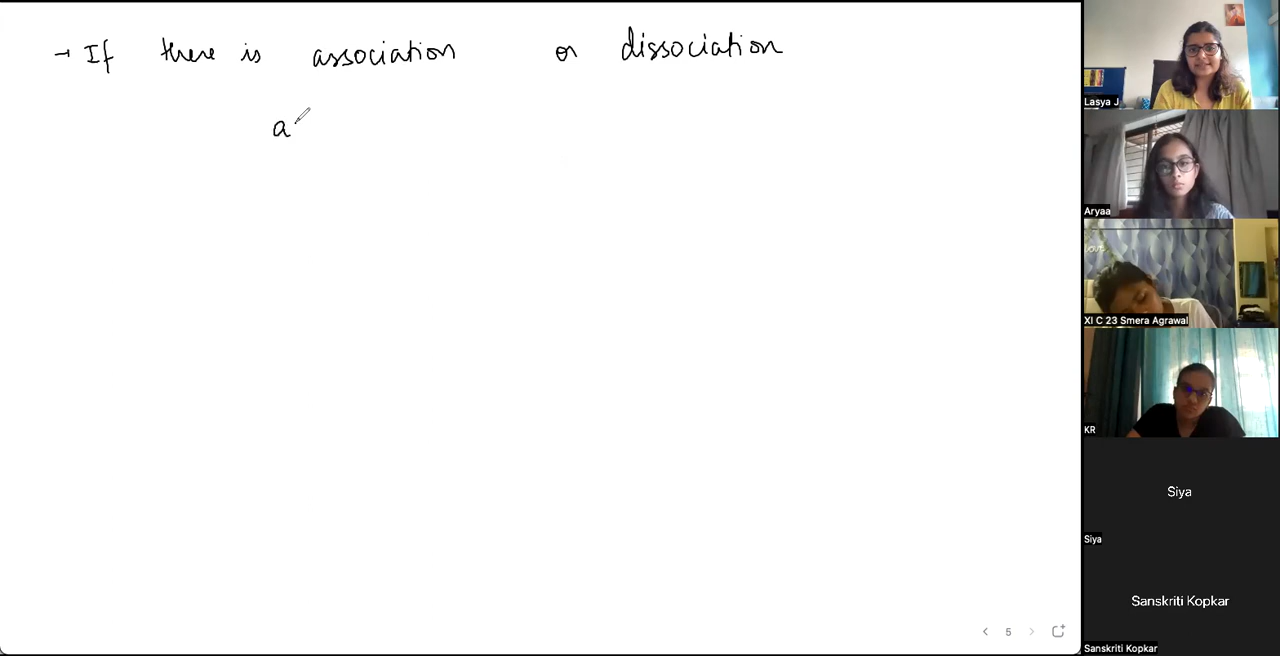 → If there is association or dissociation
a
Lasya J
Aryaa
XI C 23 Smera Agrawal
KR
Siya
Siya
Sanskriti Kopkar
Sanskriti Kopkar
5